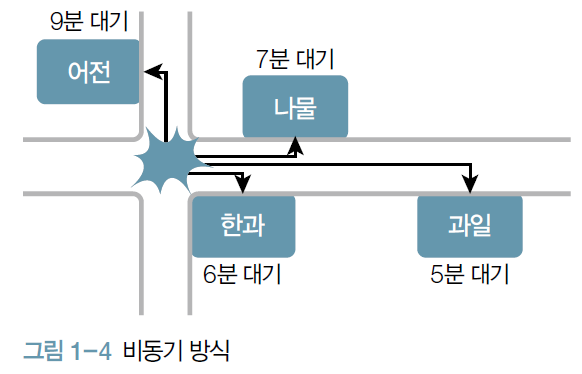 9분 대기
어전
7분 대기
나물
한과
6분 대기
과일
5분 대기
그림 1-4 비동기 방식